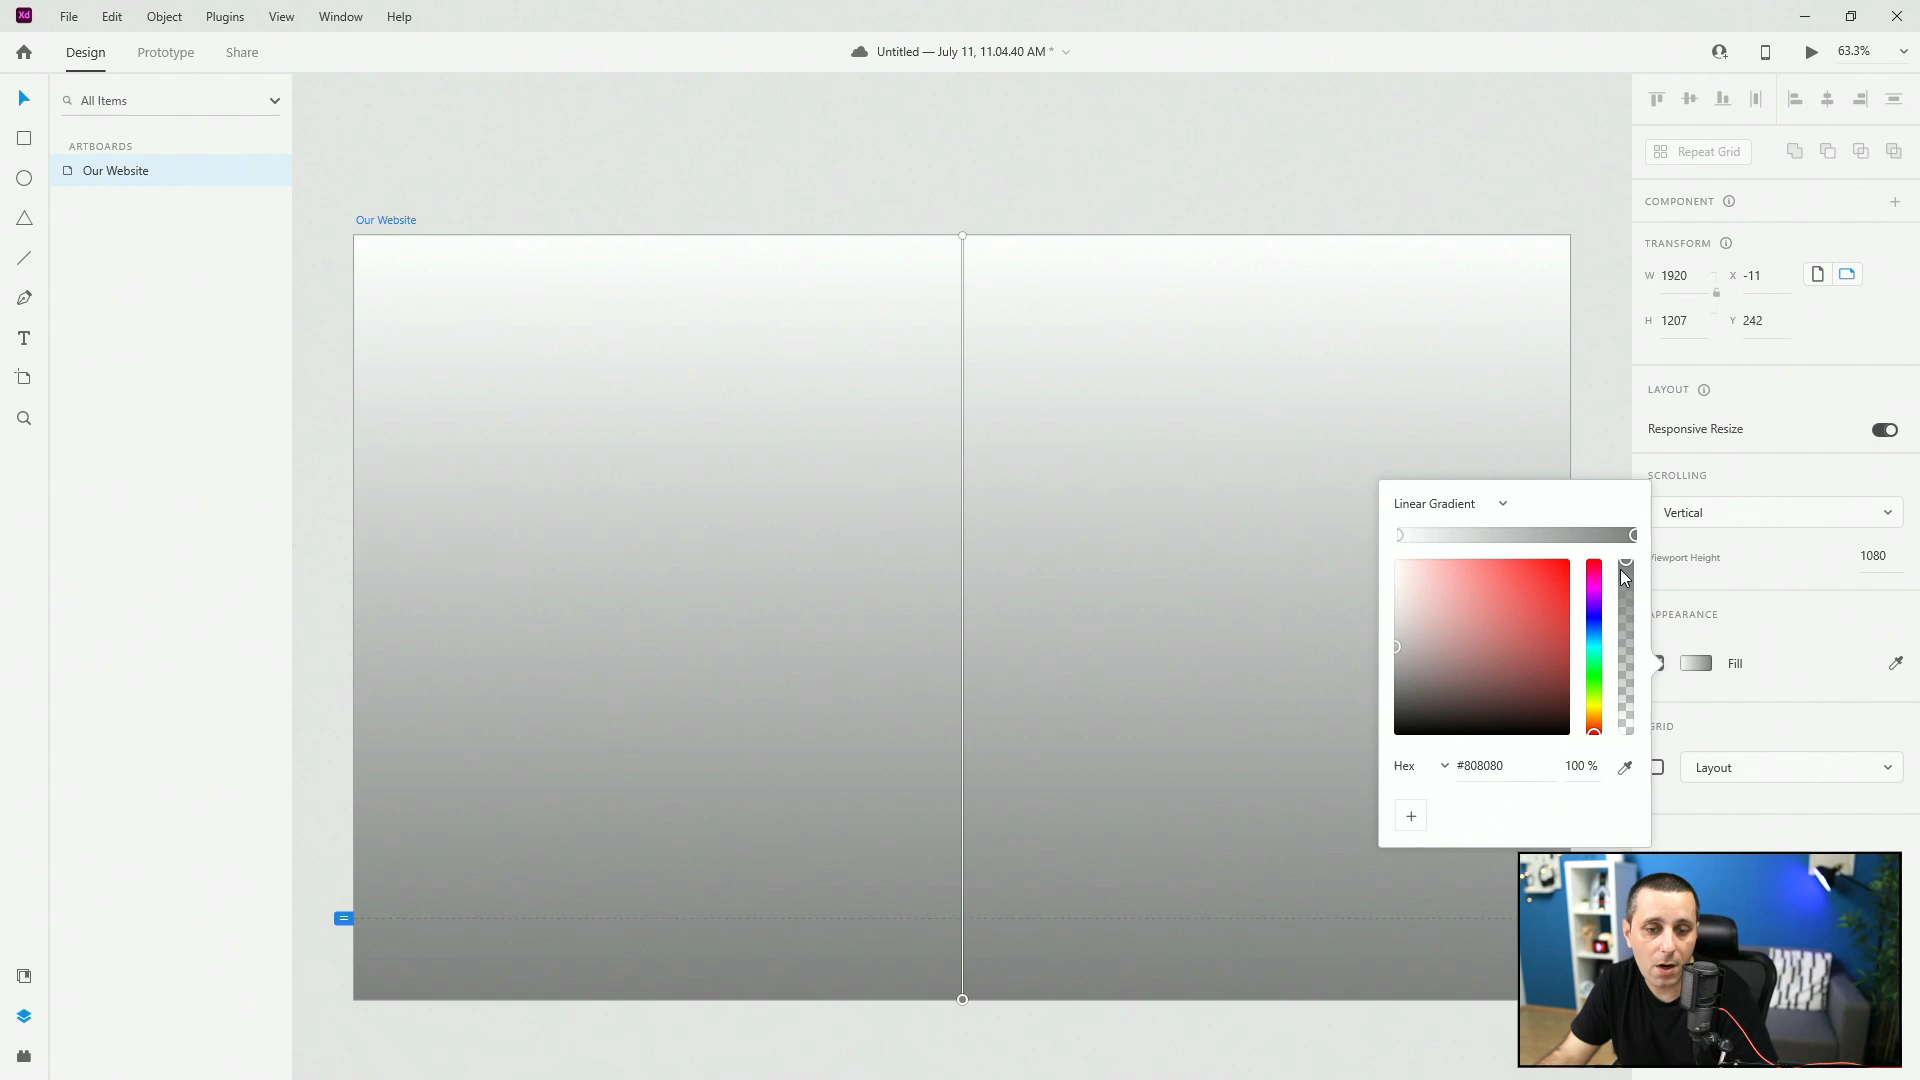 Xd File Edit Object Plugins View Window Help
Design Prototype Share Untitled — July 11, 11.04.40 AM * 63.3%
All Items
ARTBOARDS
Our Website
Our Website
Repeat Grid
COMPONENT
TRANSFORM
W 1920 X -11
H 1207 Y 242
LAYOUT
Responsive Resize
SCROLLING
Vertical
Viewport Height 1080
APPEARANCE
Fill
GRID
Layout
Linear Gradient
Hex #808080 100 %